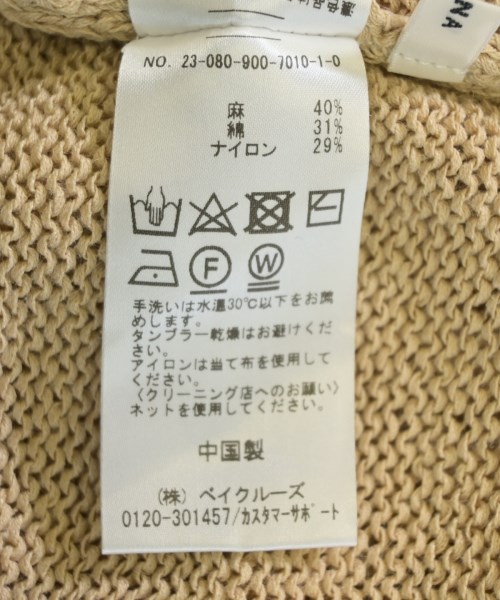 濃色品は
NO. 23-080-900-7010-1-0
麻 40%
綿 31%
ナイロン 29%
F
W
手洗いは水温30℃以下をお薦
めします。
タンブラー乾燥はお避けくだ
さい。
アイロンは当て布を使用して
ください。
〈クリーニング店へのお願い〉
ネットを使用してください。
中国製
(株) ベイクルーズ
0120-301457/カスタマーサポート
NA